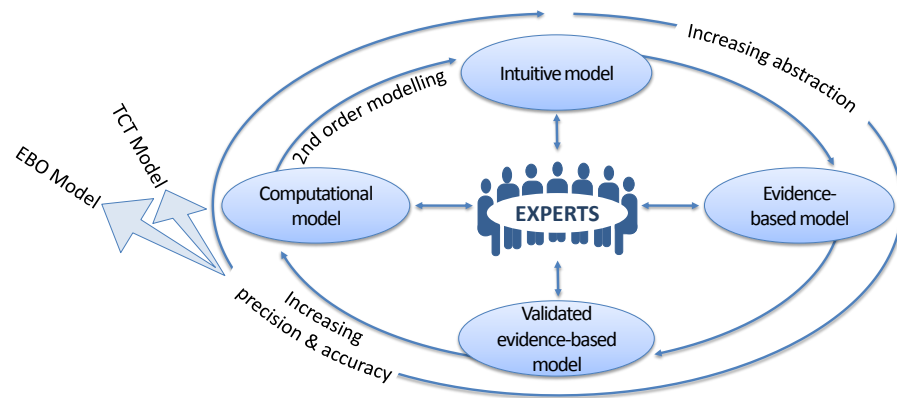 Increasing abstraction
Intuitive model
2nd order modelling
TCT Model
EBO Model
Computational
model
EXPERTS
Evidence-
based model
Increasing
precision & accuracy
Validated
evidence-based
model